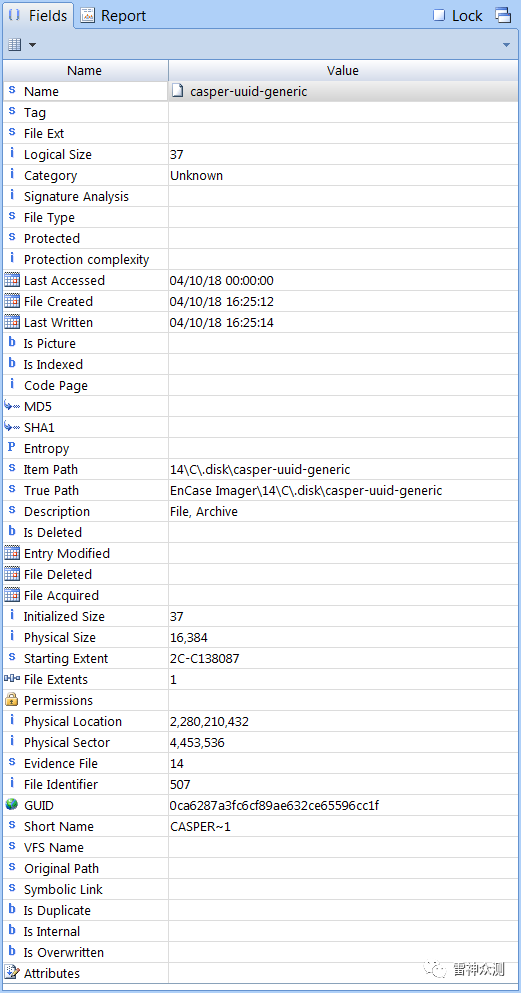 Fields Report Lock
Name Value
Name casper-uuid-generic
Tag
File Ext
Logical Size 37
Category Unknown
Signature Analysis
File Type
Protected
Protection complexity
Last Accessed 04/10/18 00:00:00
File Created 04/10/18 16:25:12
Last Written 04/10/18 16:25:14
Is Picture
Is Indexed
Code Page
MD5
SHA1
Entropy
Item Path 14\C\.disk\casper-uuid-generic
True Path EnCase Imager\14\C\.disk\casper-uuid-generic
Description File, Archive
Is Deleted
Entry Modified
File Deleted
File Acquired
Initialized Size 37
Physical Size 16,384
Starting Extent 2C-C138087
File Extents 1
Permissions
Physical Location 2,280,210,432
Physical Sector 4,453,536
Evidence File 14
File Identifier 507
GUID 0ca6287a3fc6cf89ae632ce65596cc1f
Short Name CASPER~1
VFS Name
Original Path
Symbolic Link
Is Duplicate
Is Internal
Is Overwritten
Attributes
雷神众测